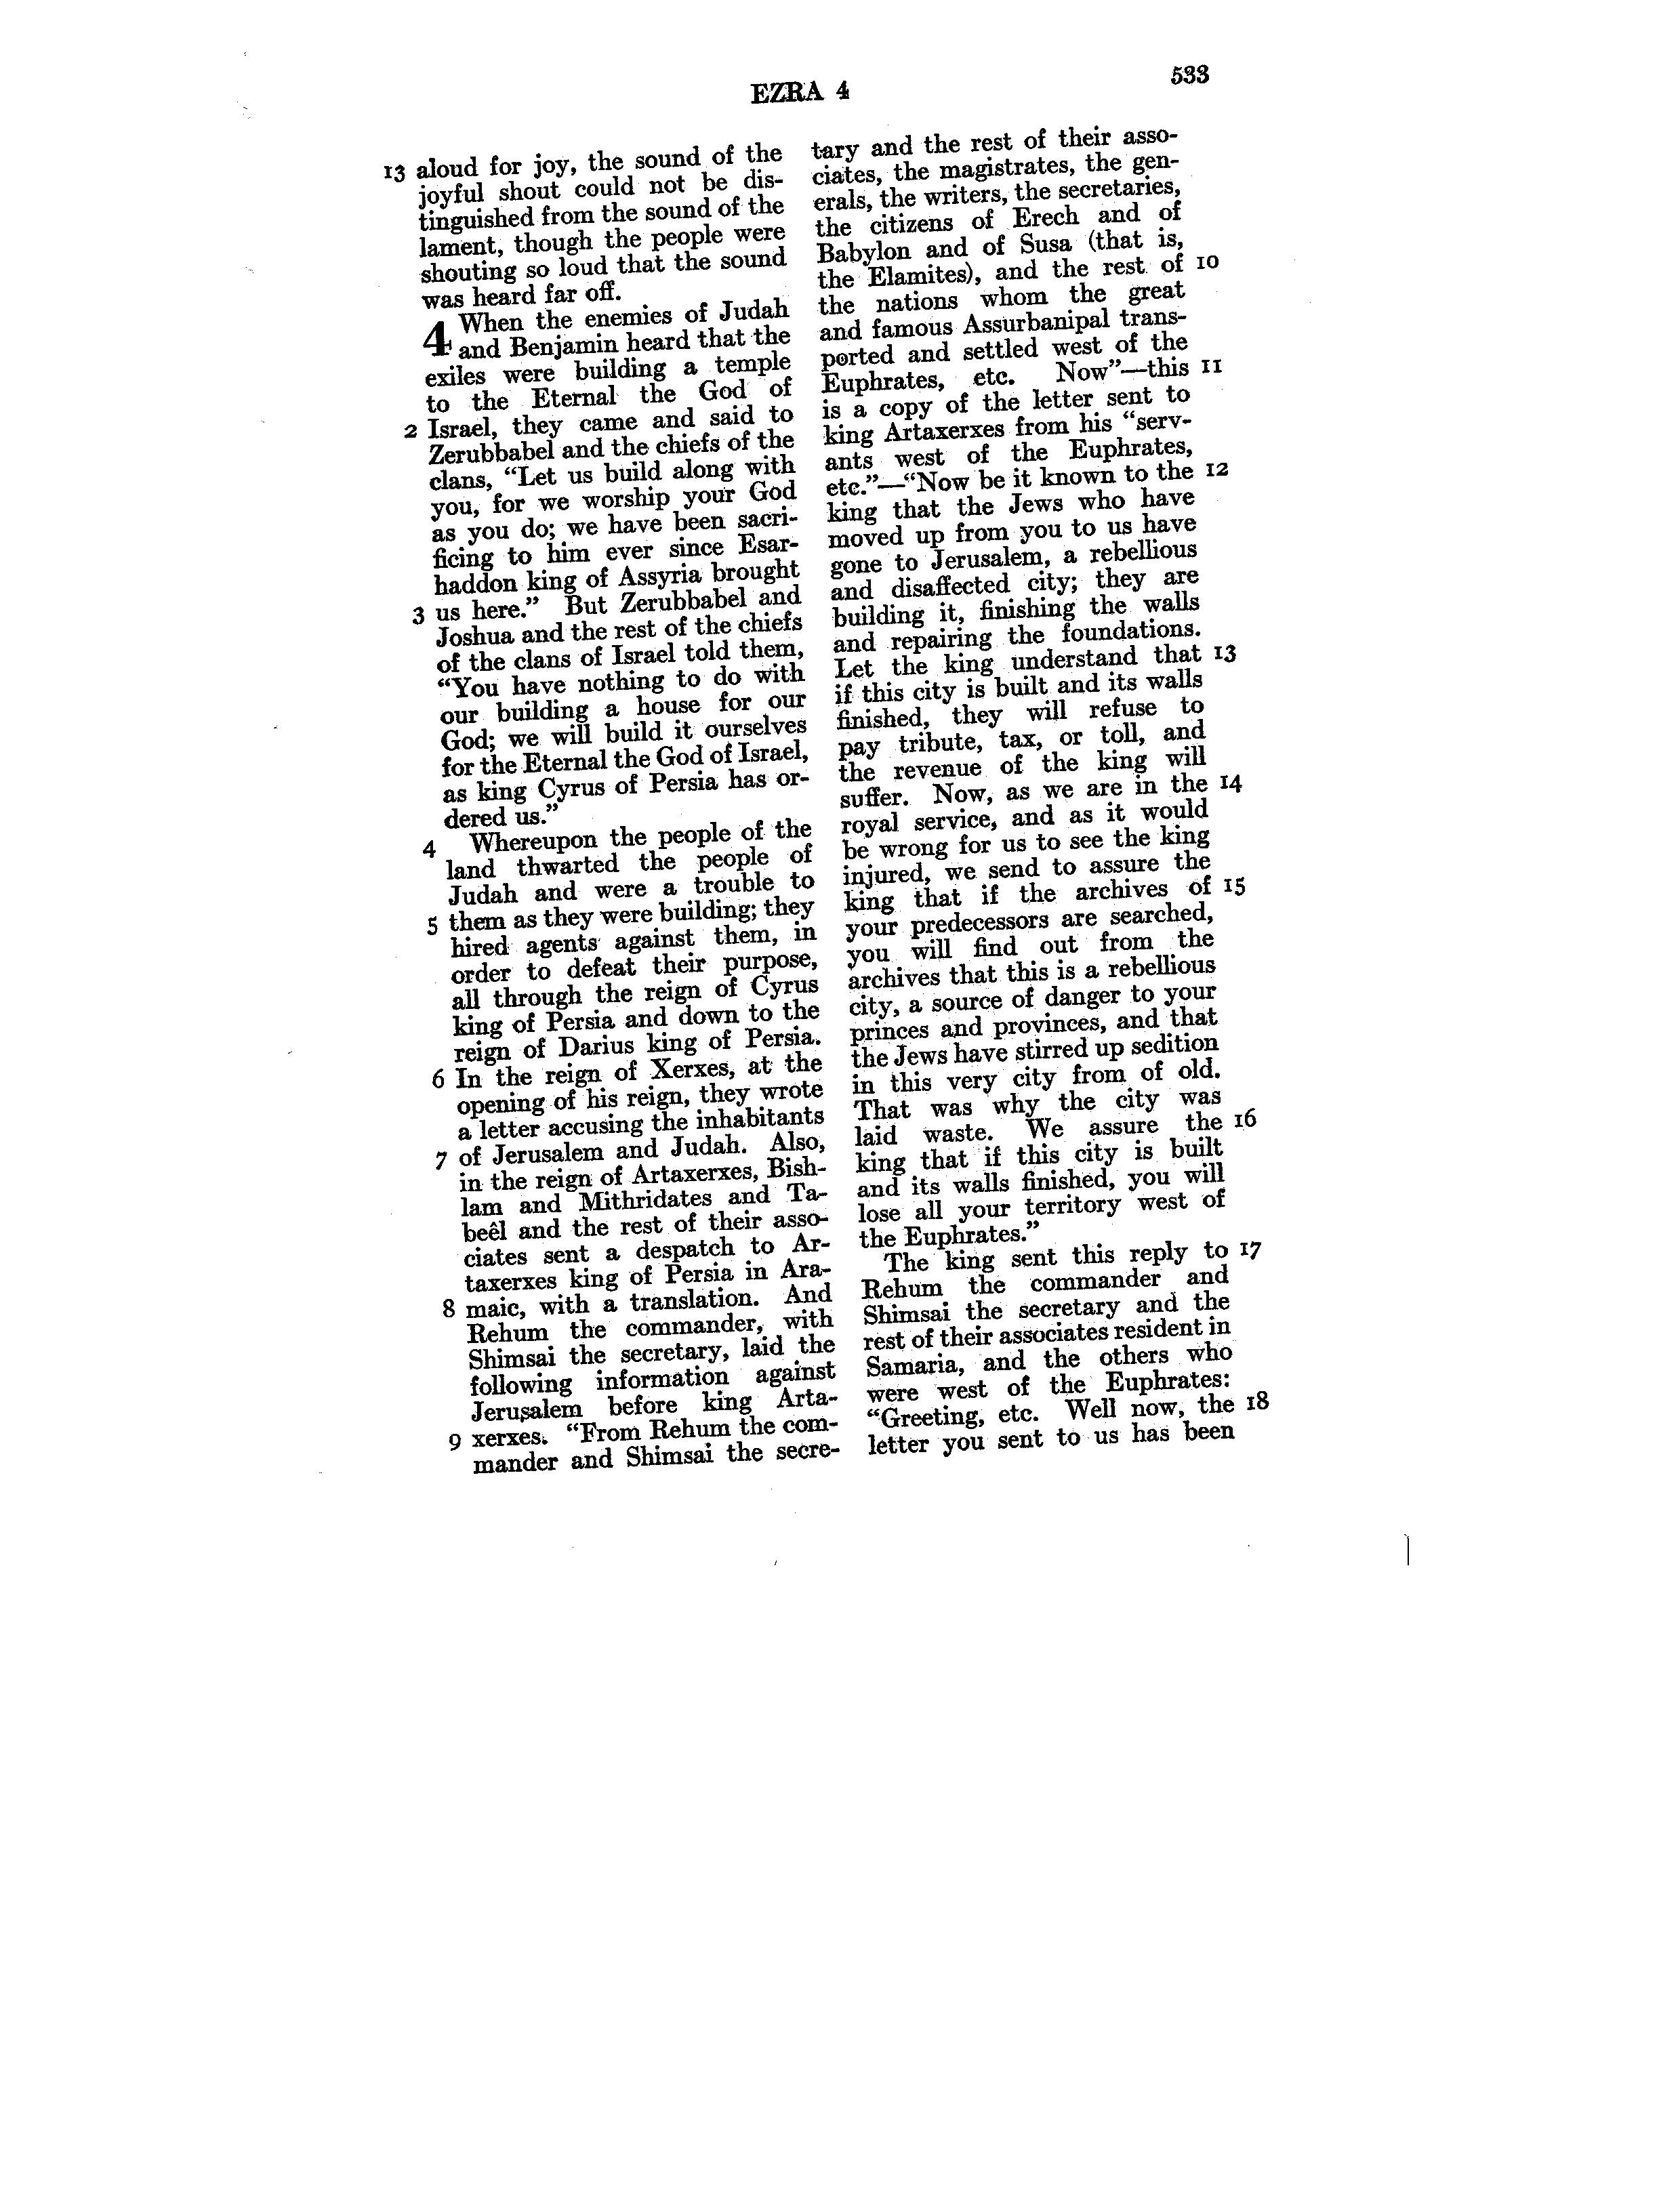 EZRA 4
533
13 aloud for joy, the sound of the
joyful shout could not be dis-
tinguished from the sound of the
lament, though the people were
shouting so loud that the sound
was heard far off.
4 When the enemies of Judah
and Benjamin heard that the
exiles were building a temple
to the Eternal the God of
2 Israel, they came and said to
Zerubbabel and the chiefs of the
clans, “Let us build along with
you, for we worship your God
as you do; we have been sacri-
ficing to him ever since Esar-
haddon king of Assyria brought
3 us here.” But Zerubbabel and
Joshua and the rest of the chiefs
of the clans of Israel told them,
“You have nothing to do with
our building a house for our
God; we will build it ourselves
for the Eternal the God of Israel,
as king Cyrus of Persia has or-
dered us.”
4 Whereupon the people of the
land thwarted the people of
Judah and were a trouble to
5 them as they were building; they
hired agents against them, in
order to defeat their purpose,
all through the reign of Cyrus
king of Persia and down to the
reign of Darius king of Persia.
6 In the reign of Xerxes, at the
opening of his reign, they wrote
a letter accusing the inhabitants
7 of Jerusalem and Judah. Also,
in the reign of Artaxerxes, Bish-
lam and Mithridates and Ta-
beêl and the rest of their asso-
ciates sent a despatch to Ar-
taxerxes king of Persia in Ara-
8 maic, with a translation. And
Rehum the commander, with
Shimsai the secretary, laid the
following information against
Jerusalem before king Arta-
9 xerxes. “From Rehum the com-
mander and Shimsai the secre-
tary and the rest of their asso-
ciates, the magistrates, the gen-
erals, the writers, the secretaries,
the citizens of Erech and of
Babylon and of Susa (that is,
the Elamites), and the rest of 10
the nations whom the great
and famous Assurbanipal trans-
ported and settled west of the
Euphrates, etc. Now”—this 11
is a copy of the letter sent to
king Artaxerxes from his “serv-
ants west of the Euphrates,
etc.”—“Now be it known to the 12
king that the Jews who have
moved up from you to us have
gone to Jerusalem, a rebellious
and disaffected city; they are
building it, finishing the walls
and repairing the foundations.
Let the king understand that 13
if this city is built and its walls
finished, they will refuse to
pay tribute, tax, or toll, and
the revenue of the king will
suffer. Now, as we are in the 14
royal service, and as it would
be wrong for us to see the king
injured, we send to assure the
king that if the archives of 15
your predecessors are searched,
you will find out from the
archives that this is a rebellious
city, a source of danger to your
princes and provinces, and that
the Jews have stirred up sedition
in this very city from of old.
That was why the city was
laid waste. We assure the 16
king that if this city is built
and its walls finished, you will
lose all your territory west of
the Euphrates.”
The king sent this reply to 17
Rehum the commander and
Shimsai the secretary and the
rest of their associates resident in
Samaria, and the others who
were west of the Euphrates:
“Greeting, etc. Well now, the 18
letter you sent to us has been